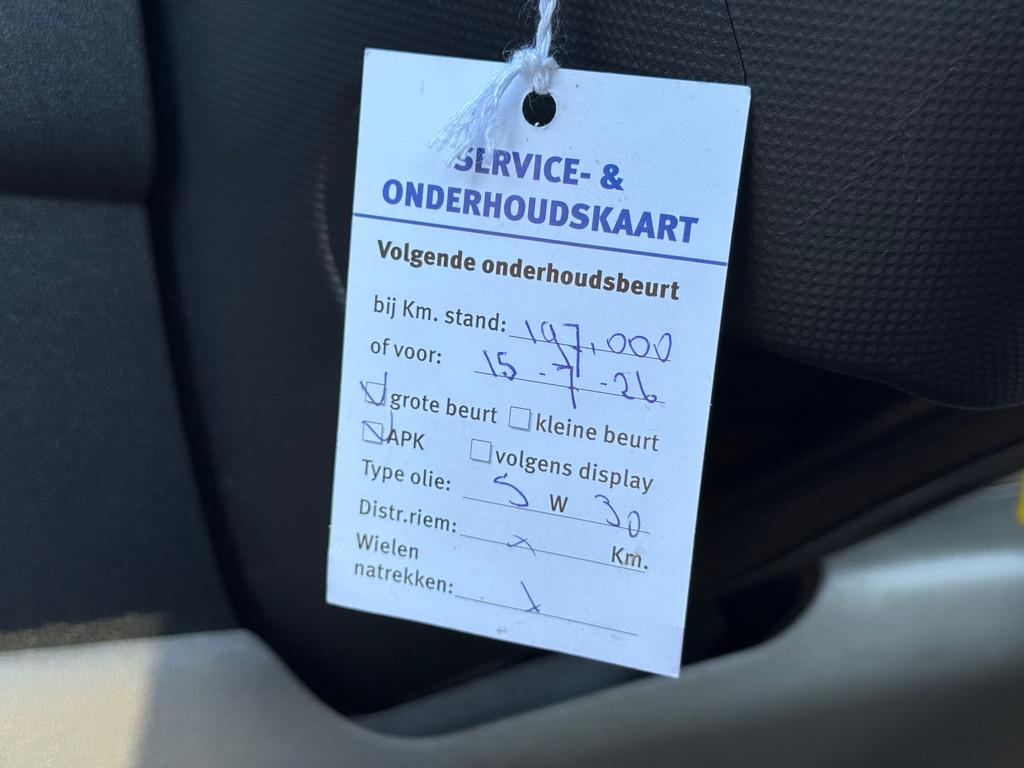 SERVICE- &
ONDERHOUDSKAART
Volgende onderhoudsbeurt
bij Km. stand: 197.000
of voor: 15-7-26
grote beurt kleine beurt
APK volgens display
Type olie: 5 W 30
Distr.riem: x Km.
Wielen
natrekken: x